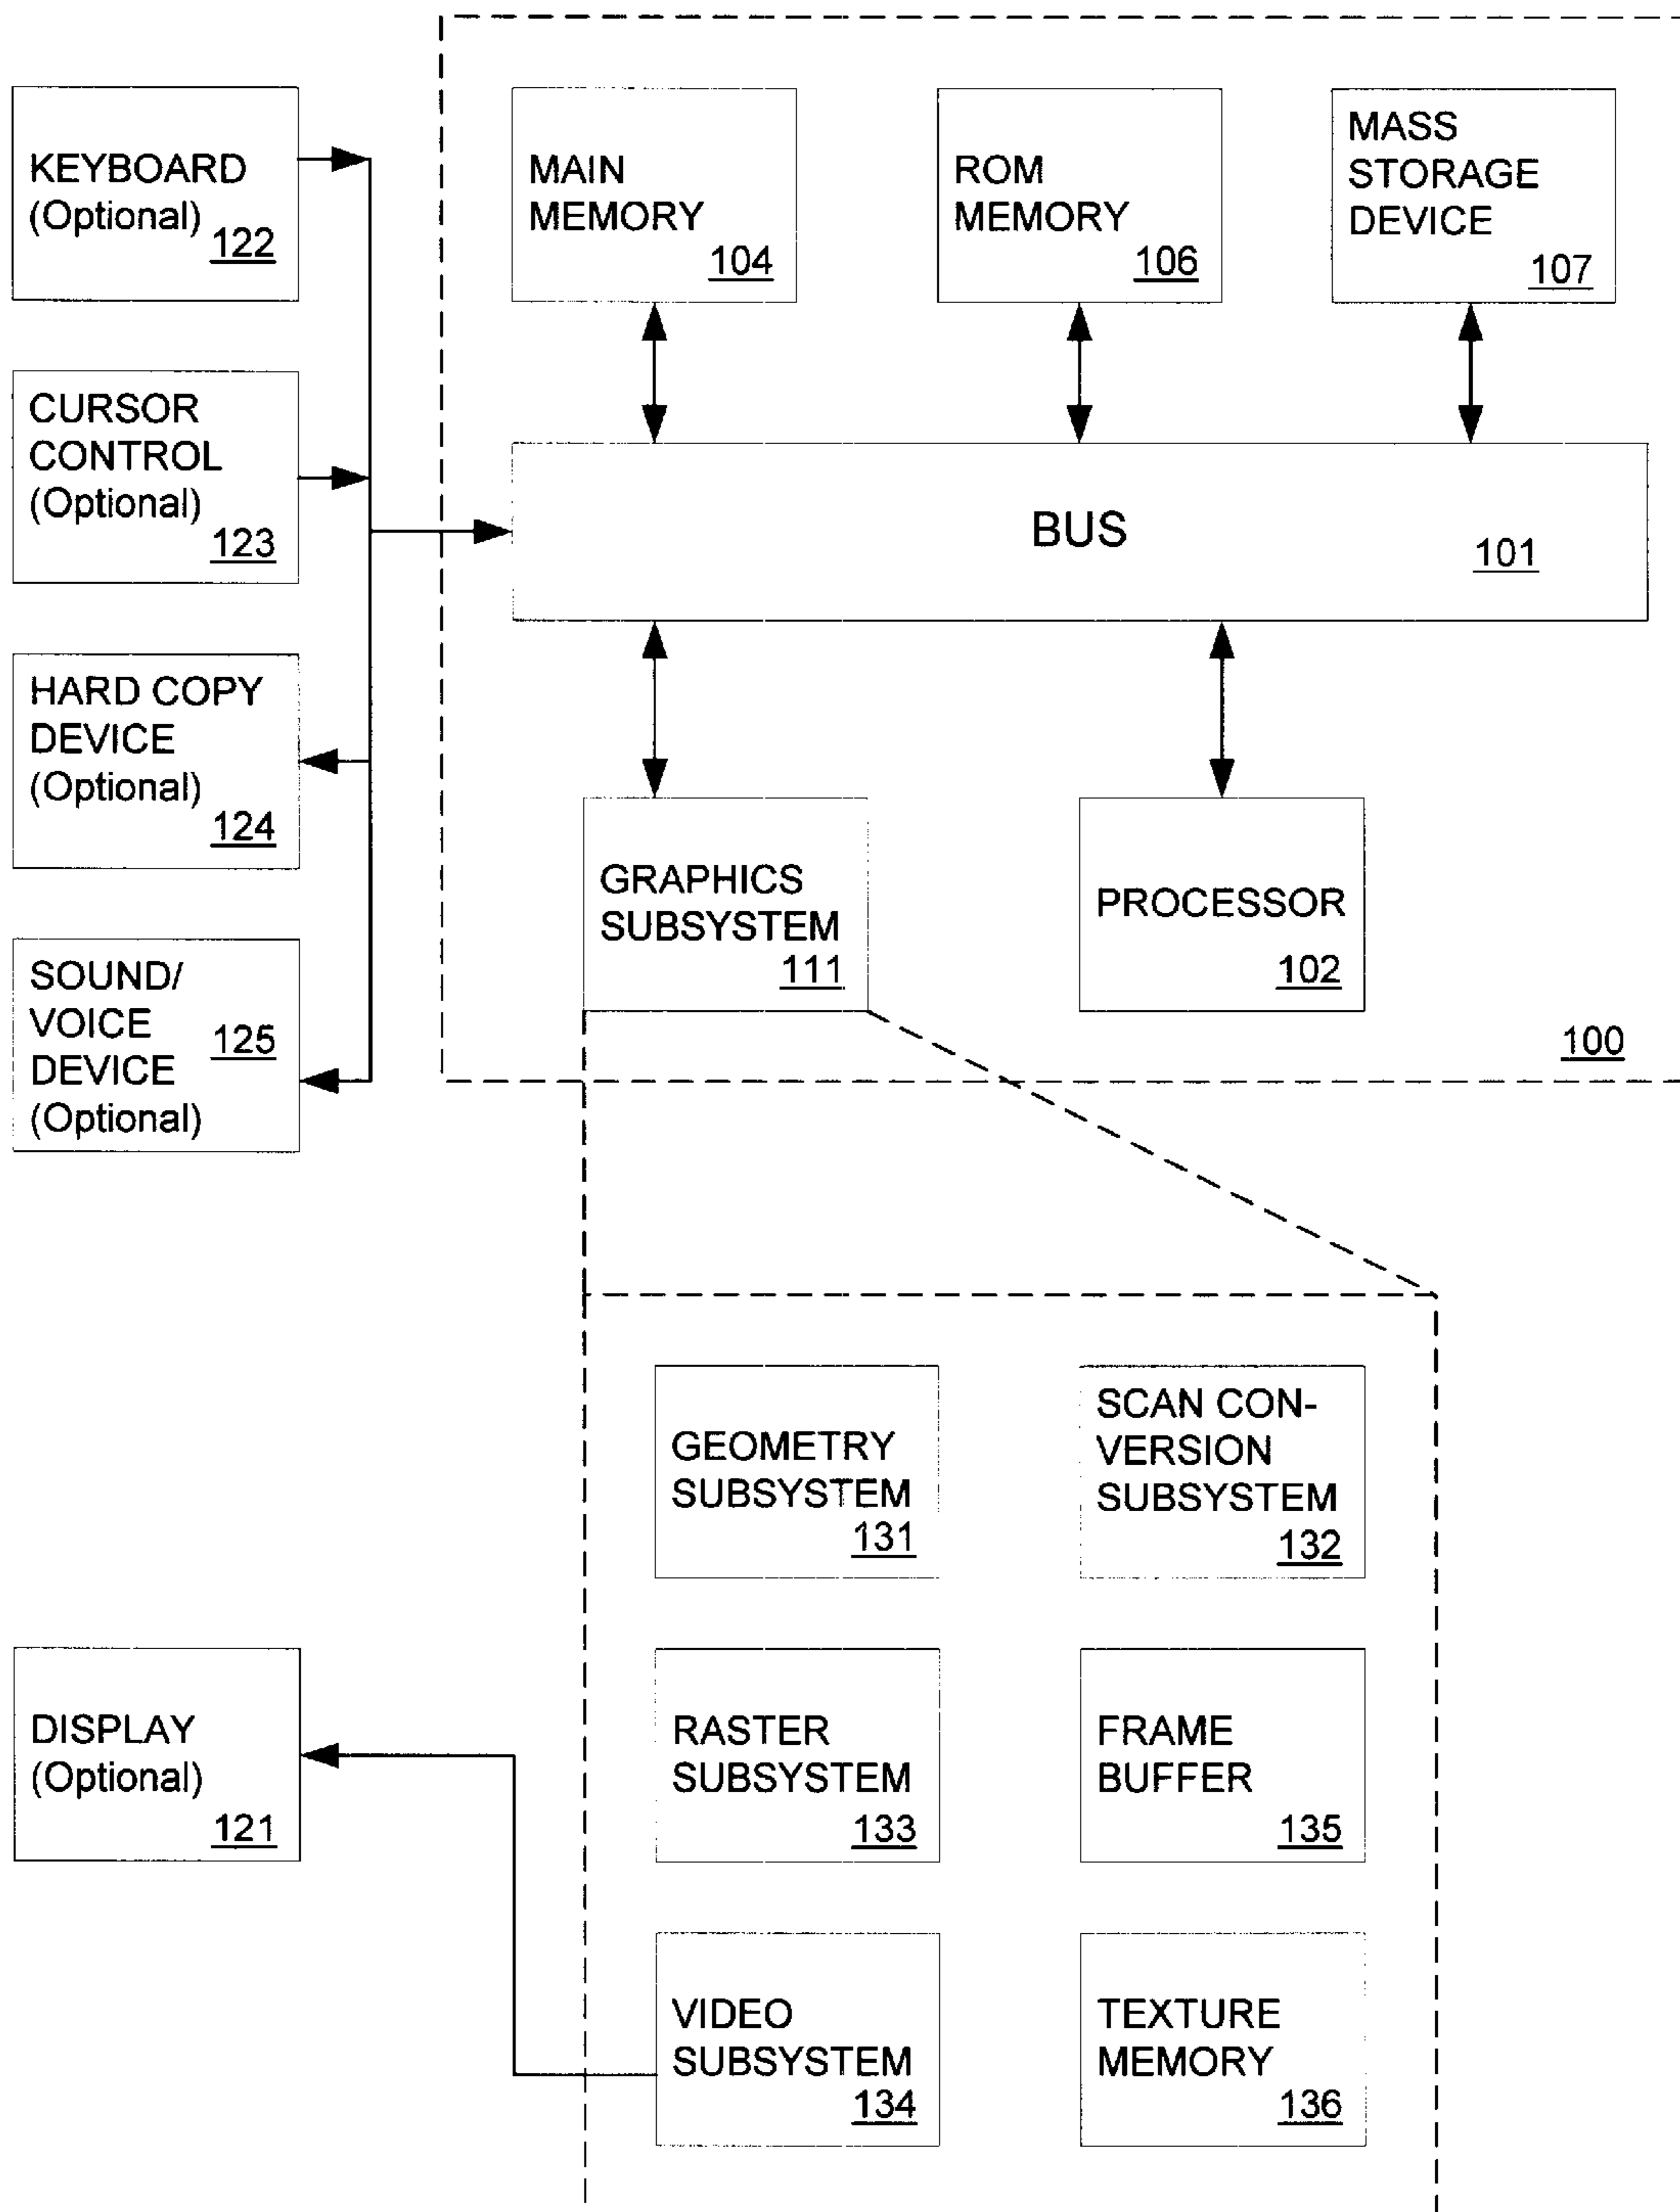 KEYBOARD
(Optional)
122
CURSOR
CONTROL
(Optional)
123
HARD COPY
DEVICE
(Optional)
124
SOUND/
VOICE
125
DEVICE
(Optional)
MAIN
MEMORY
104
ROM
MEMORY
106
MASS
STORAGE
DEVICE
107
BUS
101
GRAPHICS
SUBSYSTEM
111
PROCESSOR
102
100
GEOMETRY
SUBSYSTEM
131
SCAN CON-
VERSION
SUBSYSTEM
132
RASTER
SUBSYSTEM
133
FRAME
BUFFER
135
DISPLAY
(Optional)
121
VIDEO
SUBSYSTEM
134
TEXTURE
MEMORY
136